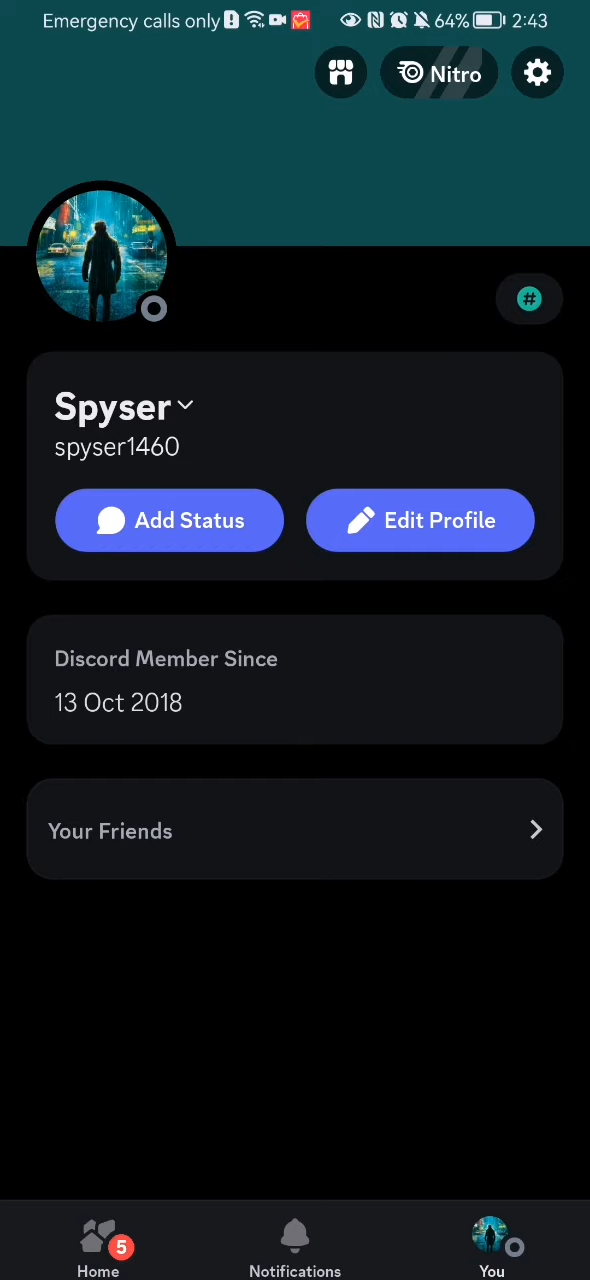 Emergency calls only 64% 2:43
Nitro
Spyser
spyser1460
Add Status
Edit Profile
Discord Member Since
13 Oct 2018
Your Friends
5
Home
Notifications
You